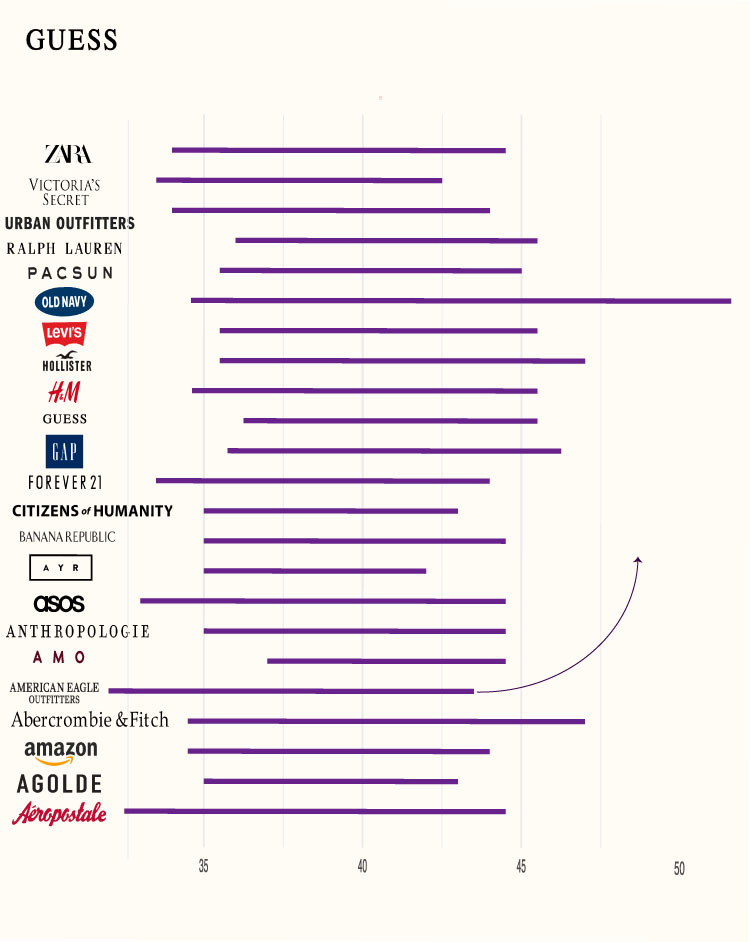 GUESS
ZARA
VICTORIA'S
SECRET
URBAN OUTFITTERS
RALPH LAUREN
PACSUN
OLD NAVY
LEVI'S
HOLLISTER
H&M
GUESS
GAP
FOREVER 21
CITIZENS of HUMANITY
BANANA REPUBLIC
AYR
asos
ANTHROPOLOGIE
AMO
AMERICAN EAGLE
OUTFITTERS
Abercrombie & Fitch
amazon
AGOLDE
Aéropostale
35 40 45 50